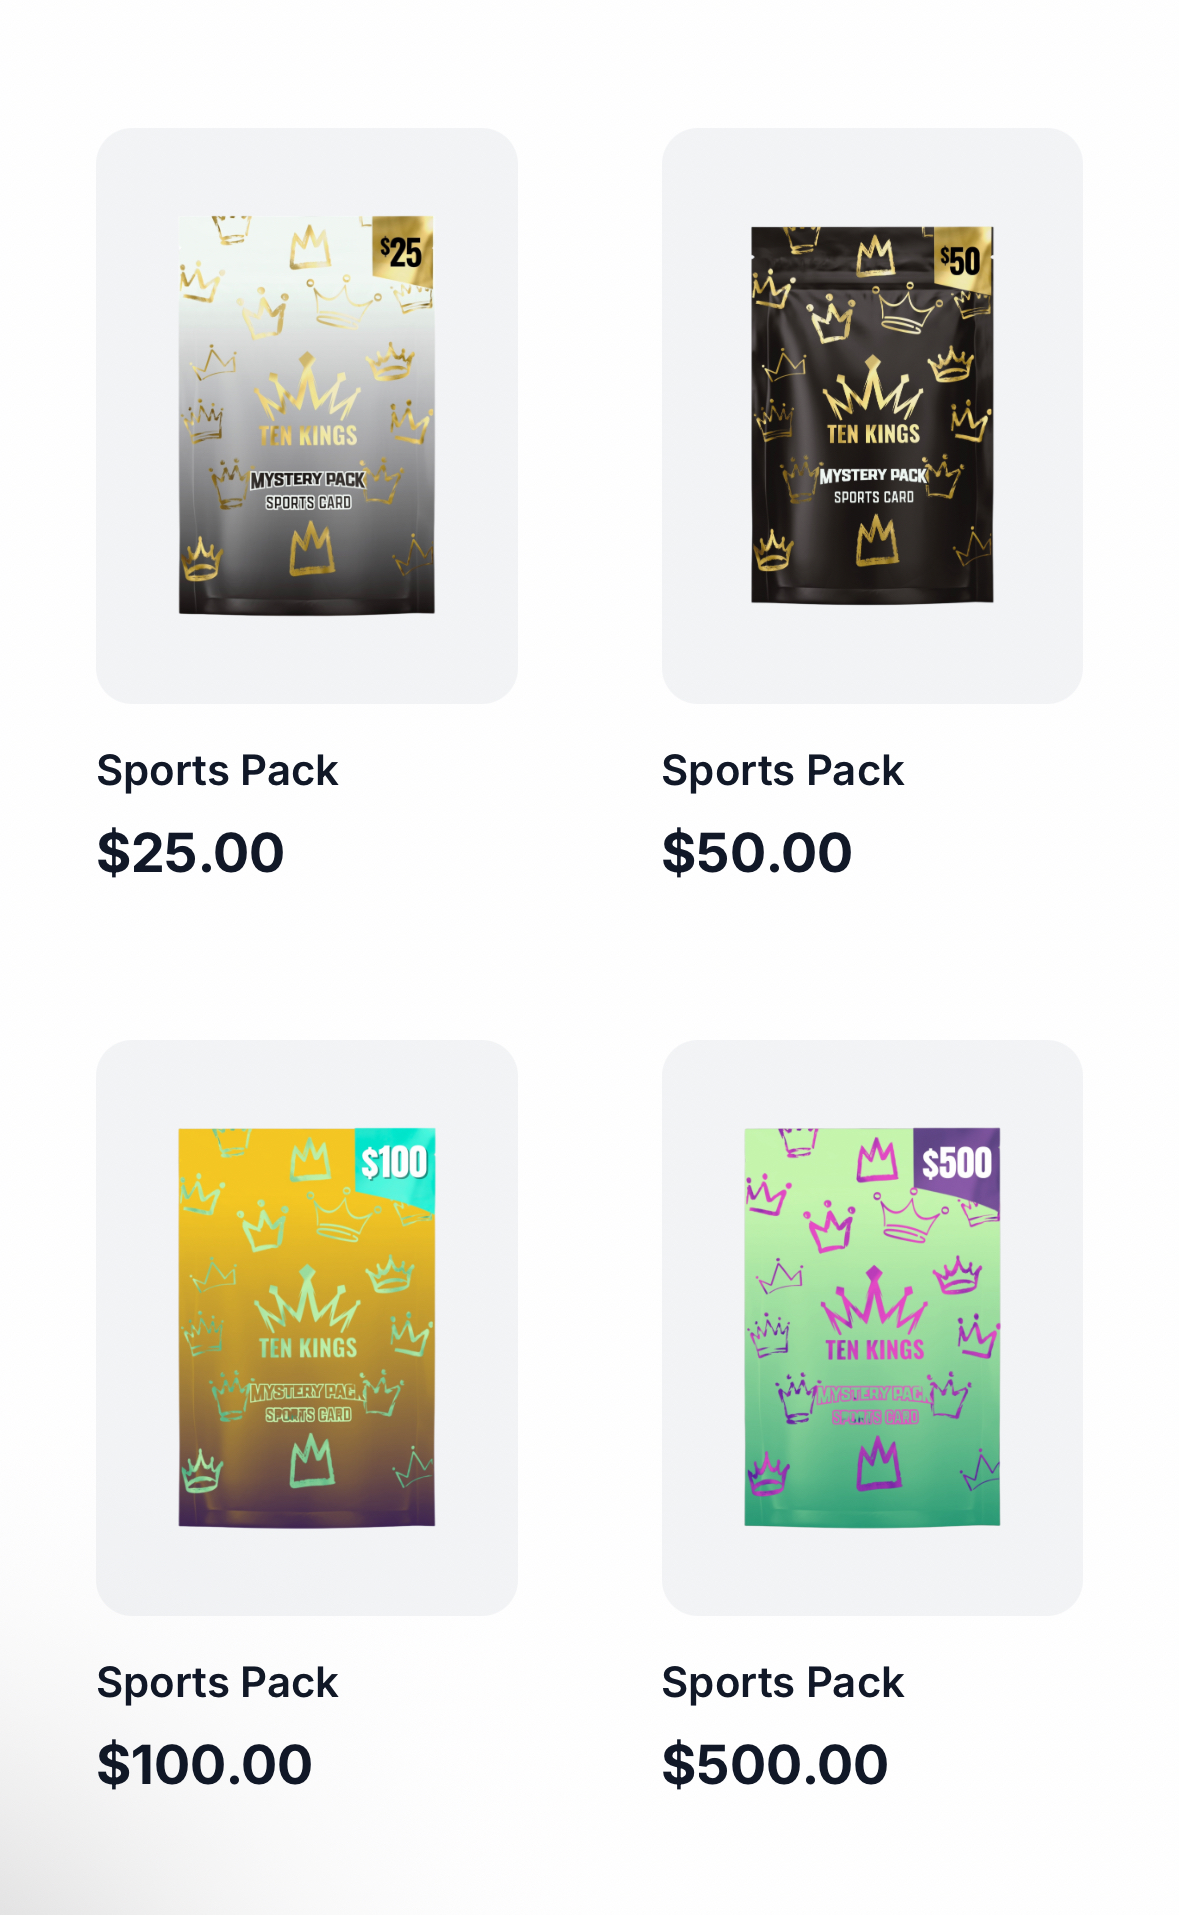 $25
TEN KINGS
MYSTERY PACK
SPORTS CARD
$50
TEN KINGS
MYSTERY PACK
SPORTS CARD
Sports Pack
$25.00
Sports Pack
$50.00
$100
TEN KINGS
MYSTERY PACK
SPORTS CARD
$500
TEN KINGS
MYSTERY PACK
SPORTS CARD
Sports Pack
$100.00
Sports Pack
$500.00